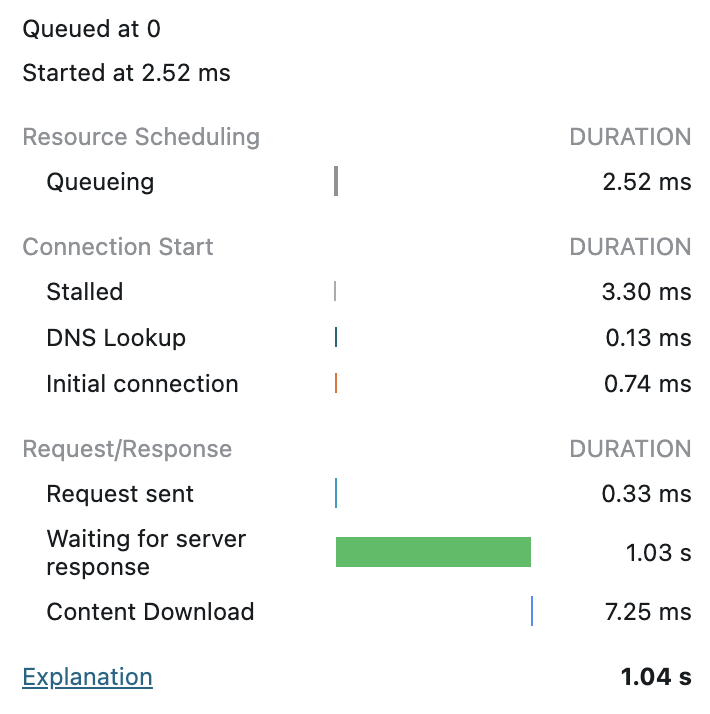 Queued at 0
Started at 2.52 ms
Resource Scheduling DURATION
Queueing 2.52 ms
Connection Start DURATION
Stalled 3.30 ms
DNS Lookup 0.13 ms
Initial connection 0.74 ms
Request/Response DURATION
Request sent 0.33 ms
Waiting for server
response 1.03 s
Content Download 7.25 ms
Explanation 1.04 s